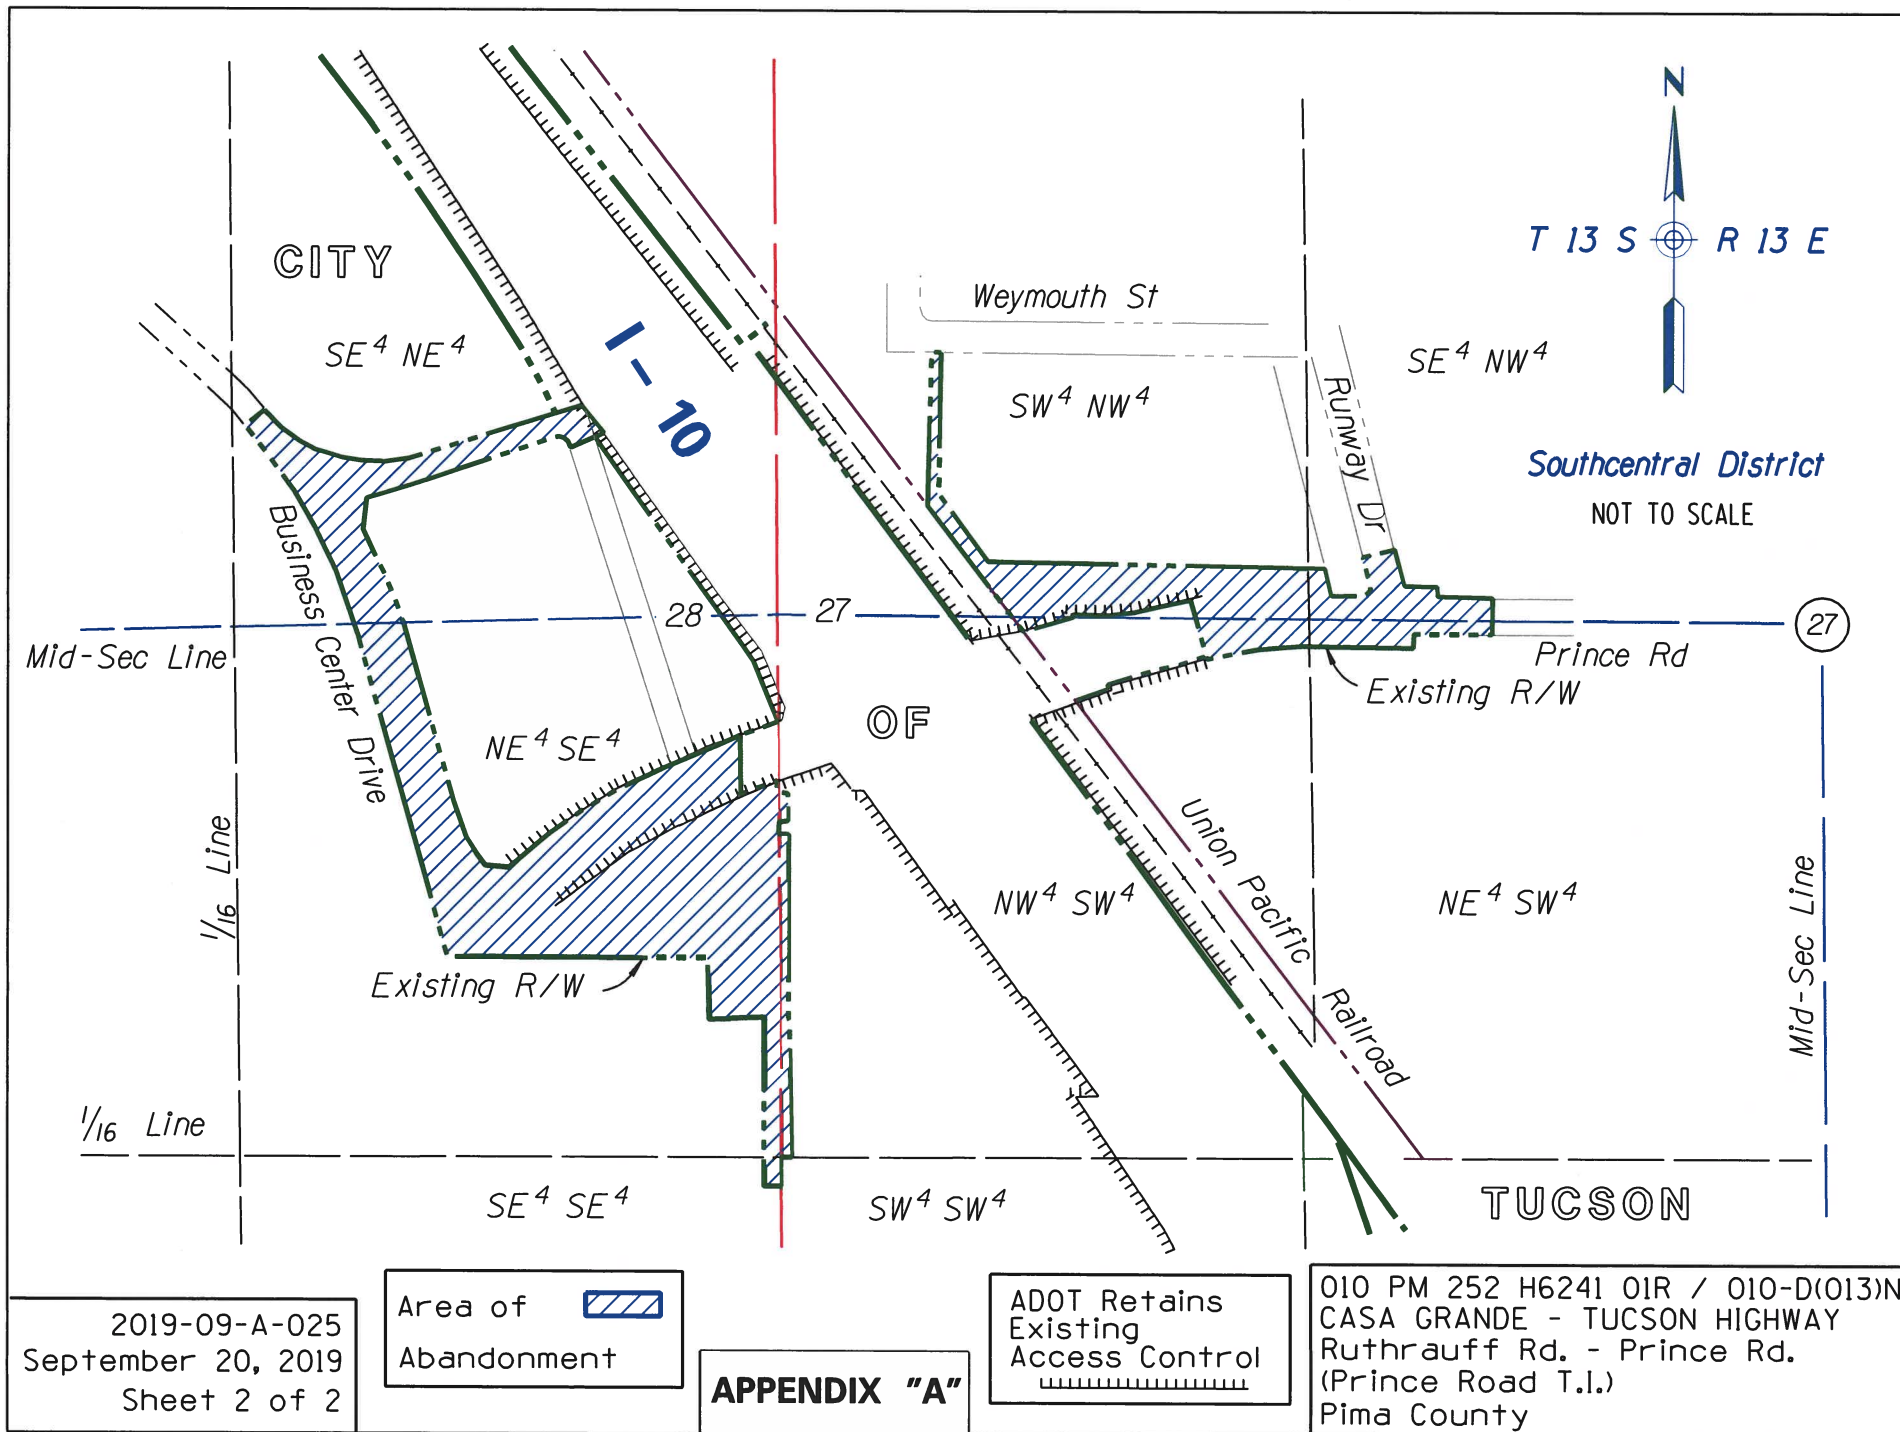 N
T 13 S R 13 E
CITY
Weymouth St
SE⁴ NE⁴
I-10
SW⁴ NW⁴
SE⁴ NW⁴
Runway Dr
Southcentral District
NOT TO SCALE
Business Center Drive
28
27
27
Mid-Sec Line
Prince Rd
Existing R/W
OF
NE⁴ SE⁴
Union Pacific Railroad
1/16 Line
NW⁴ SW⁴
NE⁴ SW⁴
Mid-Sec Line
Existing R/W
1/16 Line
SE⁴ SE⁴
SW⁴ SW⁴
TUCSON
2019-09-A-025
September 20, 2019
Sheet 2 of 2
Area of
Abandonment
APPENDIX "A"
ADOT Retains
Existing
Access Control
010 PM 252 H6241 01R / 010-D(013)N
CASA GRANDE - TUCSON HIGHWAY
Ruthrauff Rd. - Prince Rd.
(Prince Road T.I.)
Pima County